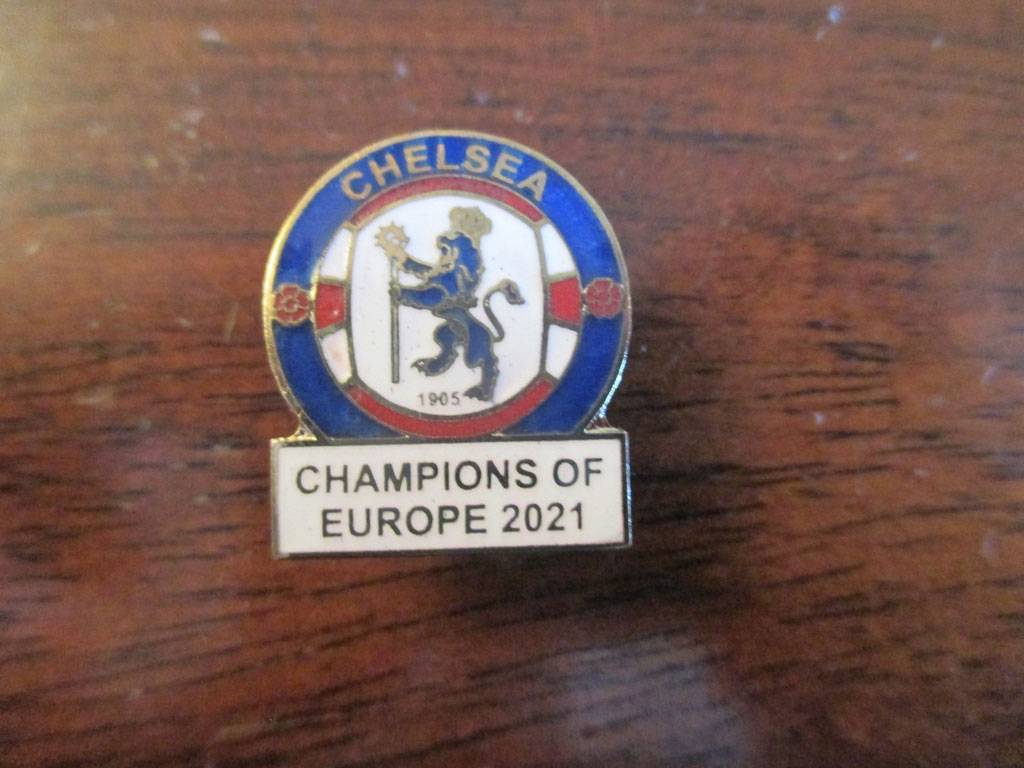 CHELSEA
1905
CHAMPIONS OF
EUROPE 2021